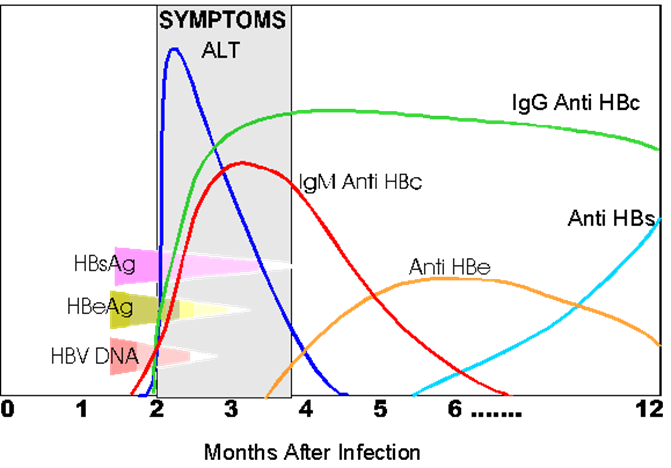 SYMPTOMS
ALT
IgG Anti HBc
IgM Anti HBc
Anti HBs
HBsAg
Anti HBe
HBeAg
HBV DNA
0 1 2 3 4 5 6 ....... 12
Months After Infection